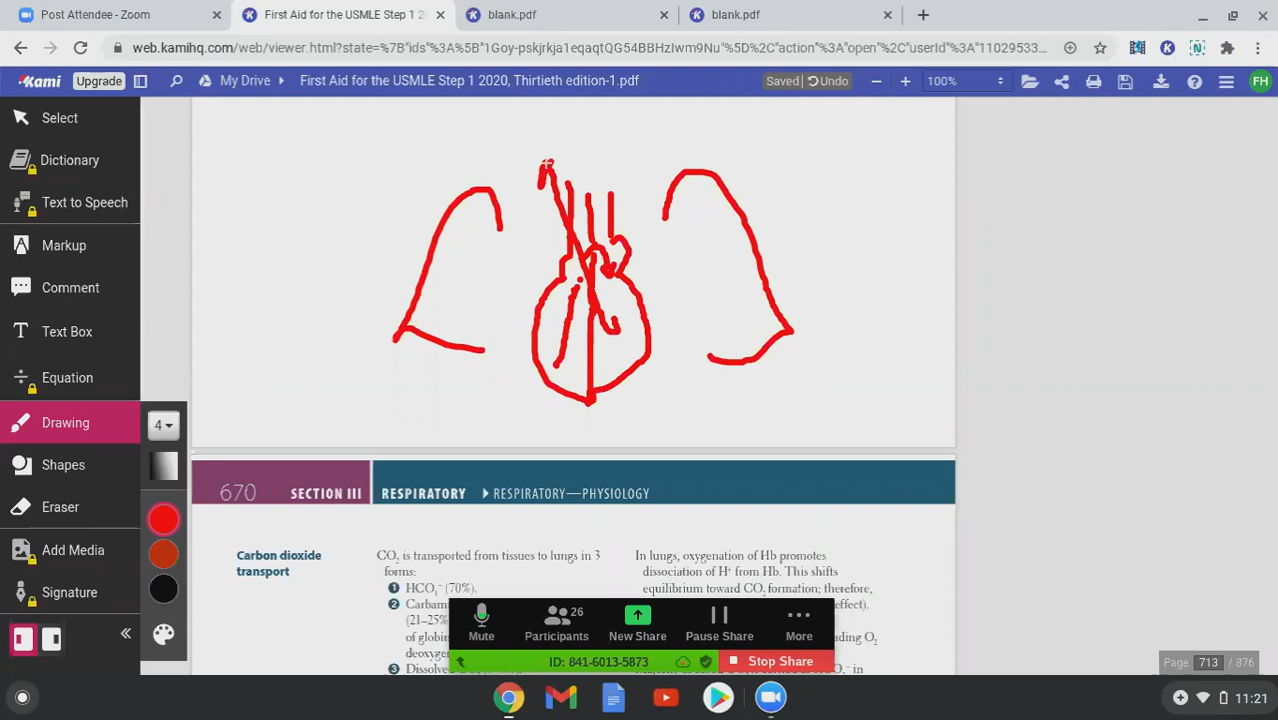 Post Attendee - Zoom
First Aid for the USMLE Step 1 2
blank.pdf
blank.pdf
web.kamihq.com/web/viewer.html?state=%7B"ids"%3A%5B"1Goy-pskjrkja1eqaqtQG54BBHzIwm9Nu"%5D%2C"action"%3A"open"%2C"userId"%3A"11029533...
Kami
Upgrade
My Drive
First Aid for the USMLE Step 1 2020, Thirtieth edition-1.pdf
Saved
Undo
100%
FH
Select
Dictionary
Text to Speech
Markup
Comment
Text Box
Equation
Drawing
4
Shapes
Eraser
Add Media
Signature
670 SECTION III RESPIRATORY RESPIRATORY—PHYSIOLOGY
Carbon dioxide
transport
CO₂ is transported from tissues to lungs in 3
forms:
1 HCO₃⁻ (70%).
2 Carbam
(21–25%
of globin
deoxygen
3 Dissolved
In lungs, oxygenation of Hb promotes
dissociation of H⁺ from Hb. This shifts
equilibrium toward CO₂ formation; therefore,
effect).
ding O₂
in
Mute
Participants
26
New Share
Pause Share
More
ID: 841-6013-5873
Stop Share
Page 713 / 876
11:21